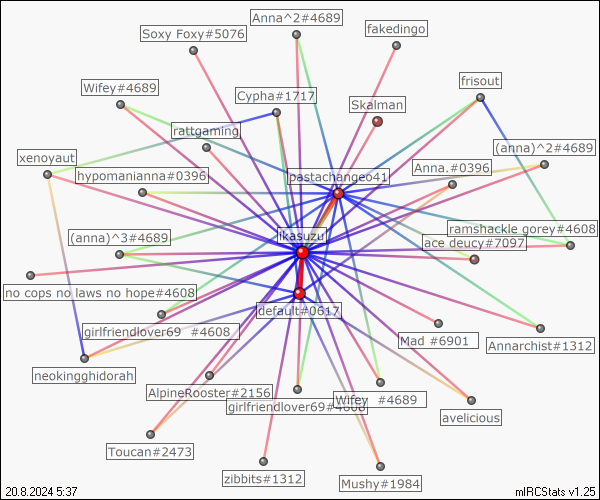 Anna^2#4689
Soxy Foxy#5076
fakedingo
Wifey#4689
frisout
Cypha#1717
Skalman
rattgaming
xenoyaut
(anna)^2#4689
hypomanianna#0396
pastachangeo41
Anna.#0396
ramshackle gorey#4608
(anna)^3#4689
ikasuzu
ace deucy#7097
no cops no laws no hope#4608
default#0617
girlfriendlover69 #4608
Mad #6901
Annarchist#1312
neokingghidorah
AlpineRooster#2156
girlfriendlover69#4608
Wifey #4689
avelicious
Toucan#2473
zibbits#1312
Mushy#1984
20.8.2024 5:37
mIRCStats v1.25